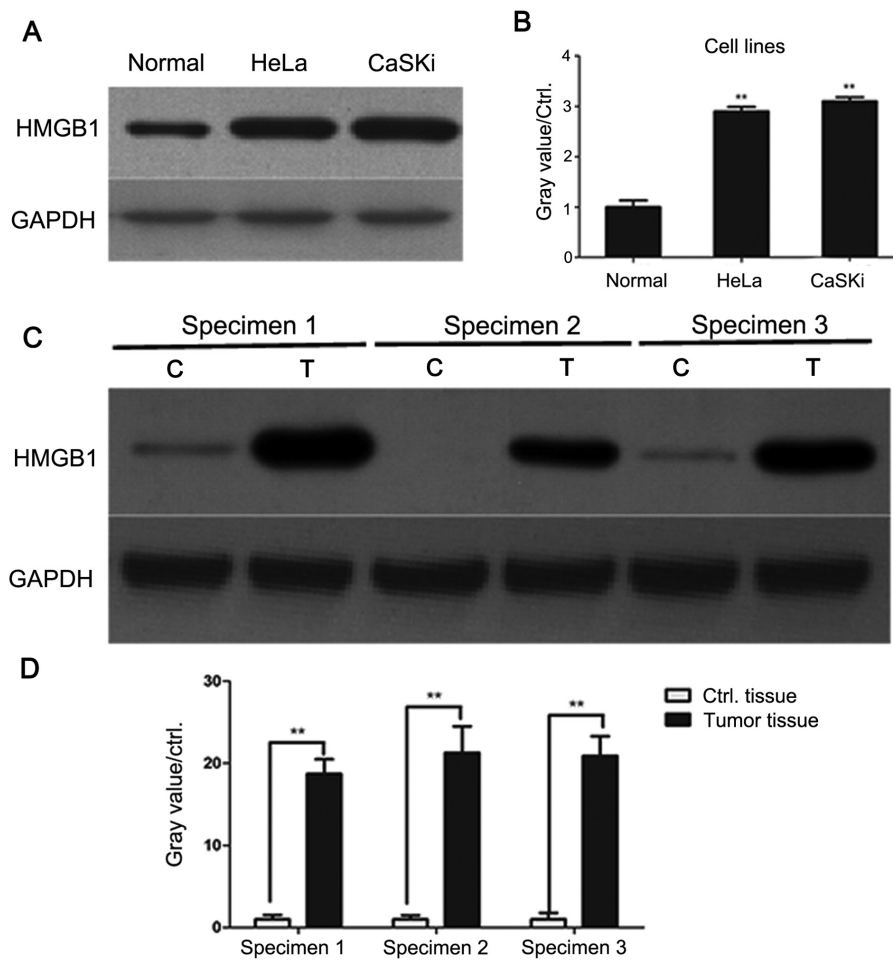 A
Normal HeLa CaSKi
HMGB1
GAPDH
B
Cell lines
Gray value/Ctrl.
4
3
2
1
0
** **
Normal HeLa CaSKi
C
Specimen 1 Specimen 2 Specimen 3
C T C T C T
HMGB1
GAPDH
D
Gray value/ctrl.
30
20
10
0
** ** **
Ctrl. tissue
Tumor tissue
Specimen 1 Specimen 2 Specimen 3